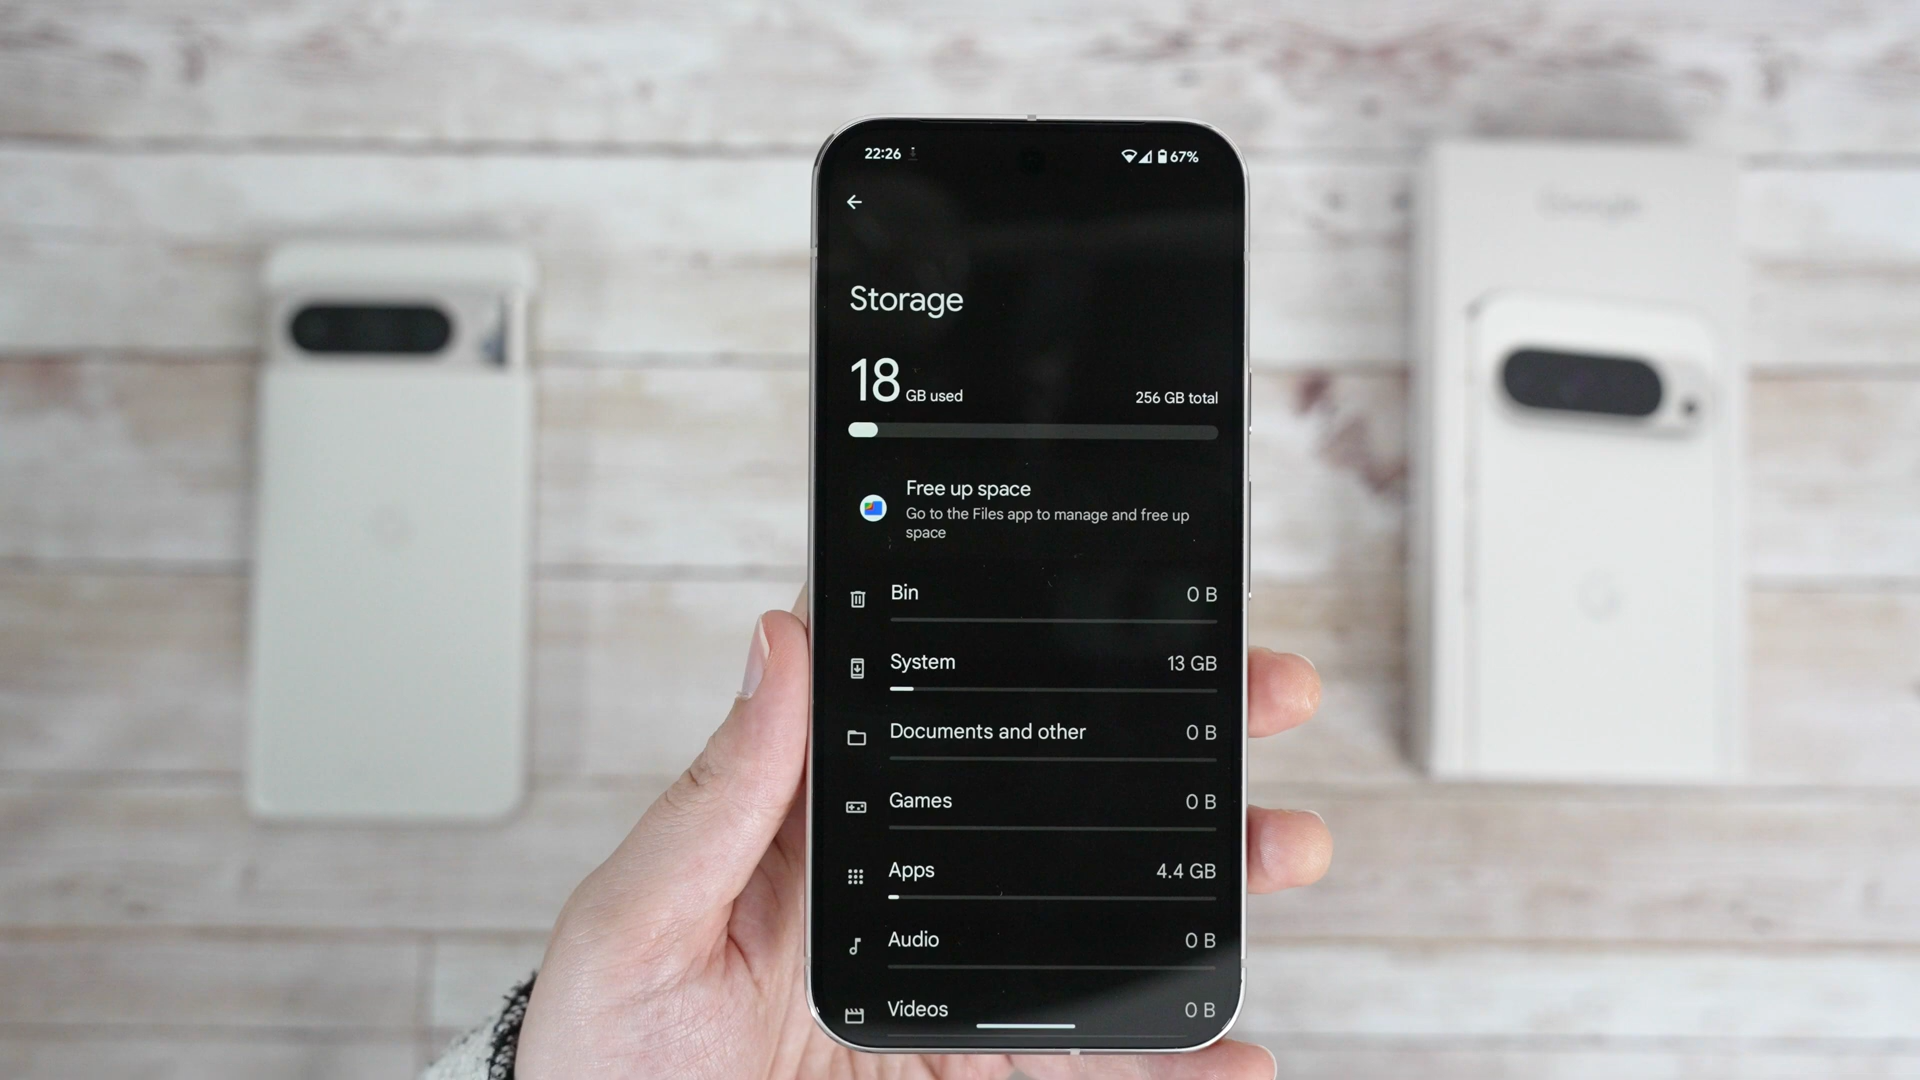 22:26
67%
Storage
18 GB used
256 GB total
Free up space
Go to the Files app to manage and free up
space
Bin
0 B
System
13 GB
Documents and other
0 B
Games
0 B
Apps
4.4 GB
Audio
0 B
Videos
0 B
Google